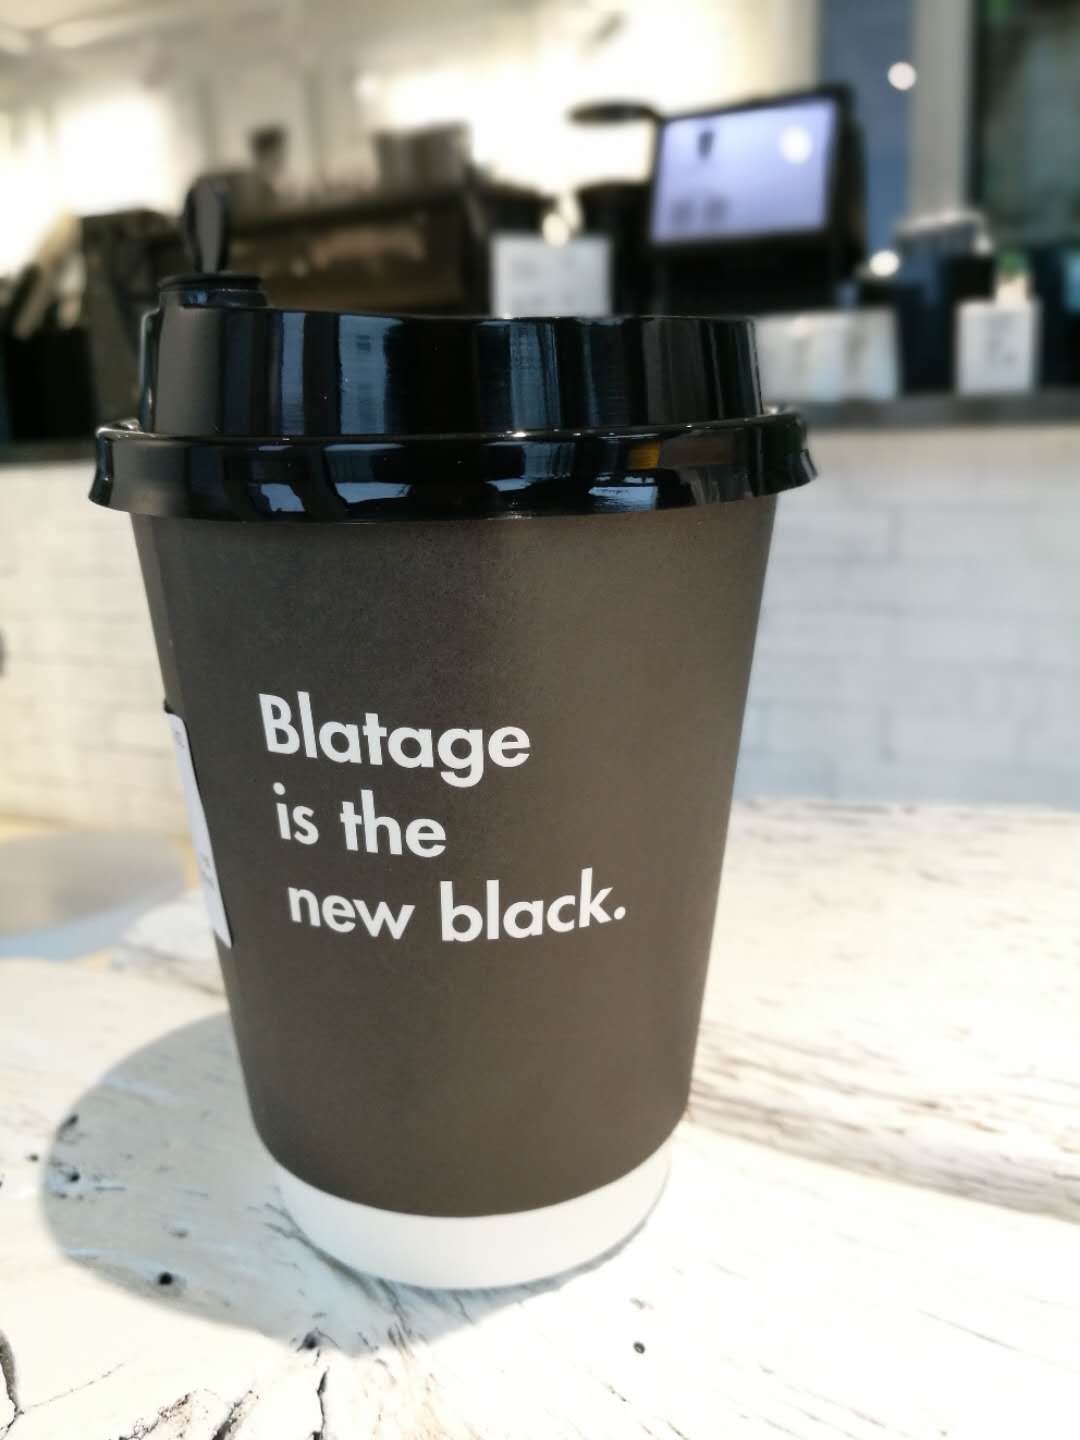 Blatage
is the
new black.